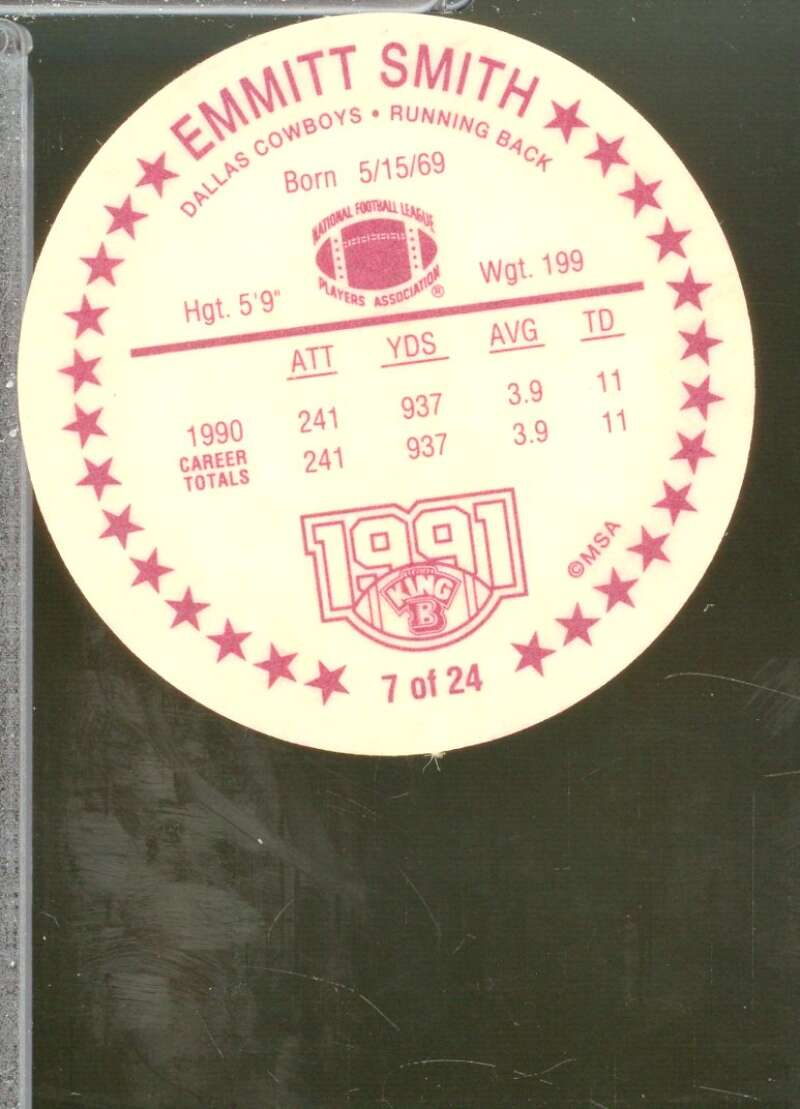 EMMITT SMITH
DALLAS COWBOYS • RUNNING BACK
Born 5/15/69
NATIONAL FOOTBALL LEAGUE
PLAYERS ASSOCIATION ®
Hgt. 5'9" Wgt. 199
ATT YDS AVG TD
1990 241 937 3.9 11
CAREER
TOTALS 241 937 3.9 11
1991
KING
B
©MSA
7 of 24